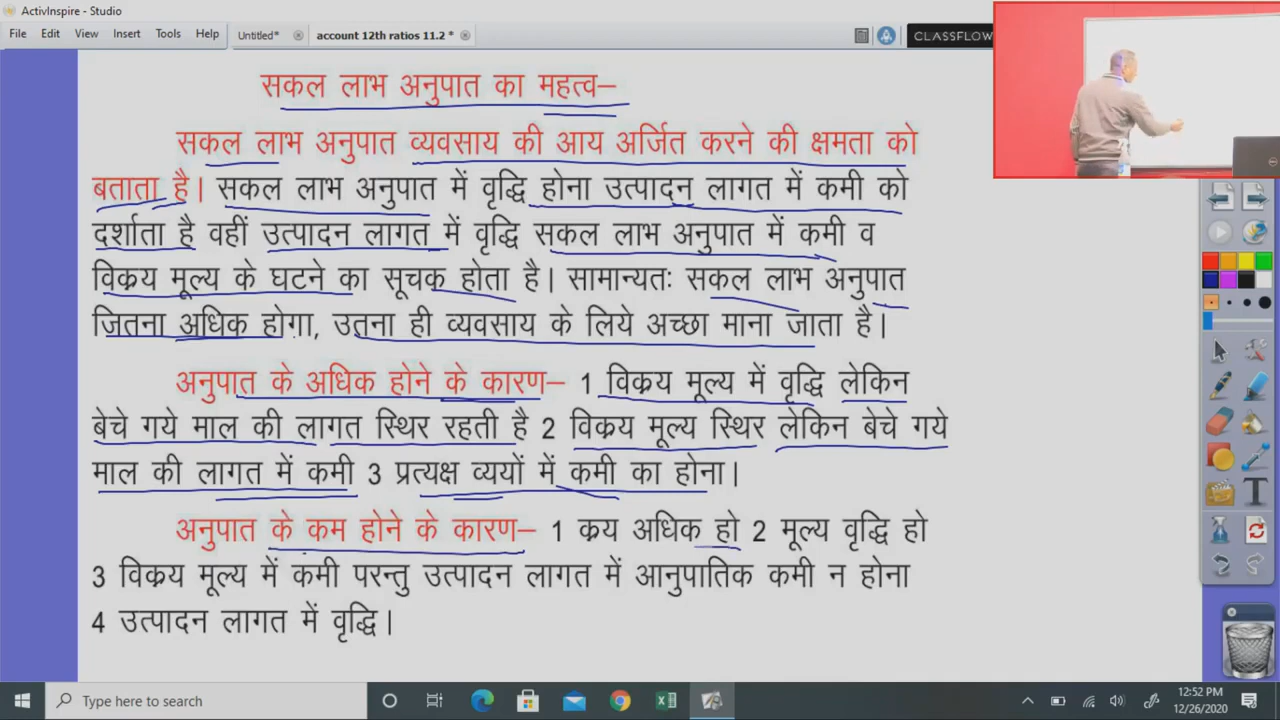 ActivInspire - Studio
File Edit View Insert Tools Help Untitled* account 12th ratios 11.2 * CLASSFLOW
सकल लाभ अनुपात का महत्व–
सकल लाभ अनुपात व्यवसाय की आय अर्जित करने की क्षमता को
बताता है। सकल लाभ अनुपात में वृद्धि होना उत्पादन लागत में कमी को
दर्शाता है वहीं उत्पादन लागत में वृद्धि सकल लाभ अनुपात में कमी व
विक्रय मूल्य के घटने का सूचक होता है। सामान्यतः सकल लाभ अनुपात
जितना अधिक होगा, उतना ही व्यवसाय के लिये अच्छा माना जाता है।
अनुपात के अधिक होने के कारण– 1 विक्रय मूल्य में वृद्धि लेकिन
बेचे गये माल की लागत स्थिर रहती है 2 विक्रय मूल्य स्थिर लेकिन बेचे गये
माल की लागत में कमी 3 प्रत्यक्ष व्ययों में कमी का होना।
अनुपात के कम होने के कारण– 1 क्रय अधिक हो 2 मूल्य वृद्धि हो
3 विक्रय मूल्य में कमी परन्तु उत्पादन लागत में आनुपातिक कमी न होना
4 उत्पादन लागत में वृद्धि।
Type here to search 12:52 PM
12/26/2020